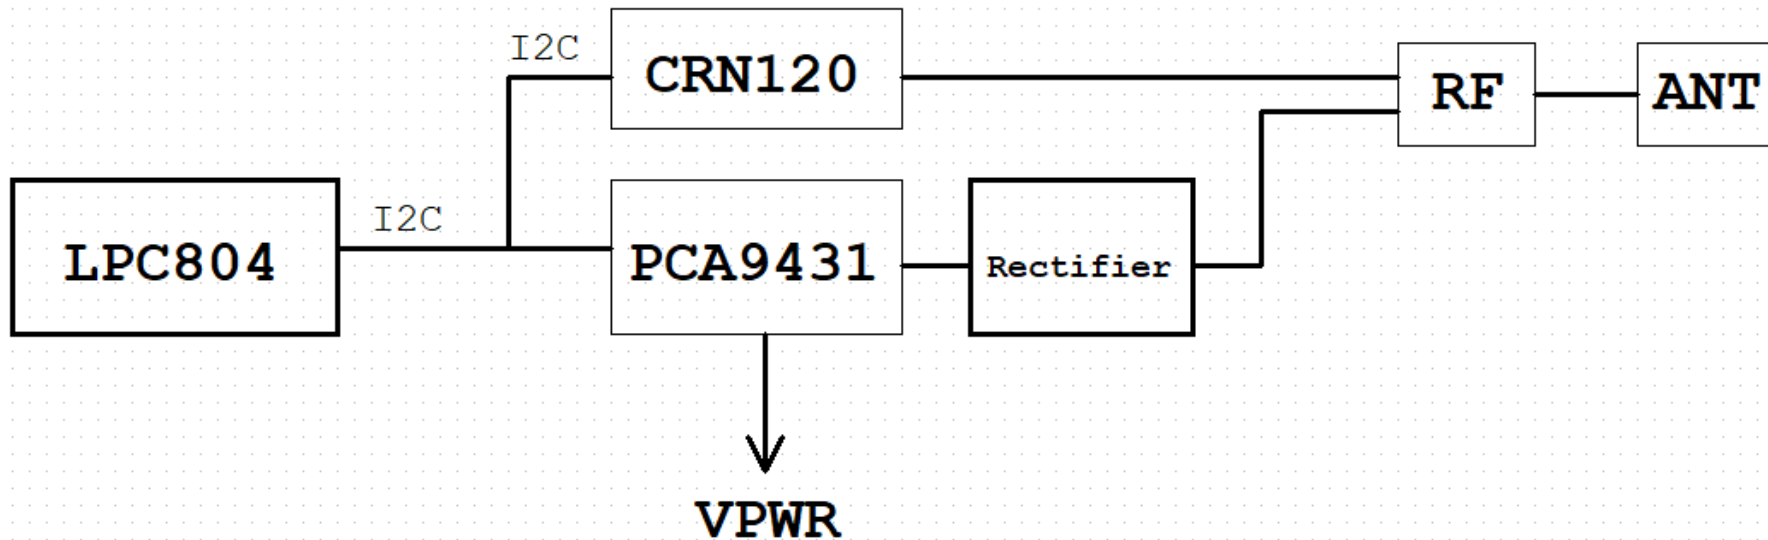 I2C
CRN120
RF
ANT
I2C
LPC804
PCA9431
Rectifier
VPWR